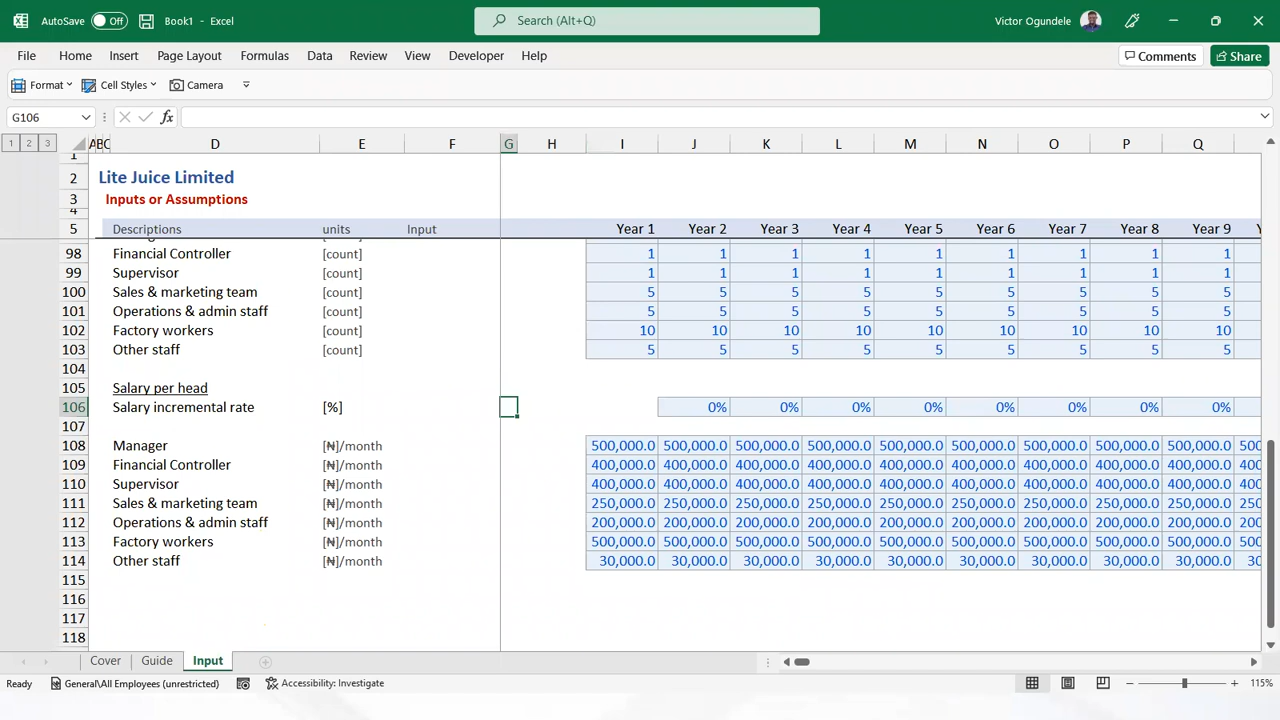 AutoSave Off Book1 - Excel Search (Alt+Q) Victor Ogundele
File Home Insert Page Layout Formulas Data Review View Developer Help Comments Share
Format Cell Styles Camera
G106 fx
1 2 3 A B C D E F G H I J K L M N O P Q
1
2 Lite Juice Limited
3 Inputs or Assumptions
4
5 Descriptions units Input Year 1 Year 2 Year 3 Year 4 Year 5 Year 6 Year 7 Year 8 Year 9
98 Financial Controller [count] 1 1 1 1 1 1 1 1 1
99 Supervisor [count] 1 1 1 1 1 1 1 1 1
100 Sales & marketing team [count] 5 5 5 5 5 5 5 5 5
101 Operations & admin staff [count] 5 5 5 5 5 5 5 5 5
102 Factory workers [count] 10 10 10 10 10 10 10 10 10
103 Other staff [count] 5 5 5 5 5 5 5 5 5
104
105 Salary per head
106 Salary incremental rate [%] 0% 0% 0% 0% 0% 0% 0% 0%
107
108 Manager [₦]/month 500,000.0 500,000.0 500,000.0 500,000.0 500,000.0 500,000.0 500,000.0 500,000.0 500,000.0 500
109 Financial Controller [₦]/month 400,000.0 400,000.0 400,000.0 400,000.0 400,000.0 400,000.0 400,000.0 400,000.0 400,000.0 400
110 Supervisor [₦]/month 400,000.0 400,000.0 400,000.0 400,000.0 400,000.0 400,000.0 400,000.0 400,000.0 400,000.0 400
111 Sales & marketing team [₦]/month 250,000.0 250,000.0 250,000.0 250,000.0 250,000.0 250,000.0 250,000.0 250,000.0 250,000.0 250
112 Operations & admin staff [₦]/month 200,000.0 200,000.0 200,000.0 200,000.0 200,000.0 200,000.0 200,000.0 200,000.0 200,000.0 200
113 Factory workers [₦]/month 500,000.0 500,000.0 500,000.0 500,000.0 500,000.0 500,000.0 500,000.0 500,000.0 500,000.0 500
114 Other staff [₦]/month 30,000.0 30,000.0 30,000.0 30,000.0 30,000.0 30,000.0 30,000.0 30,000.0 30,000.0 30
115
116
117
118
Cover Guide Input
Ready General\All Employees (unrestricted) Accessibility: Investigate 115%